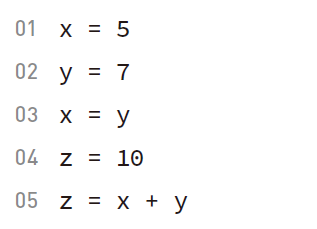 01 x = 5
02 y = 7
03 x = y
04 z = 10
05 z = x + y